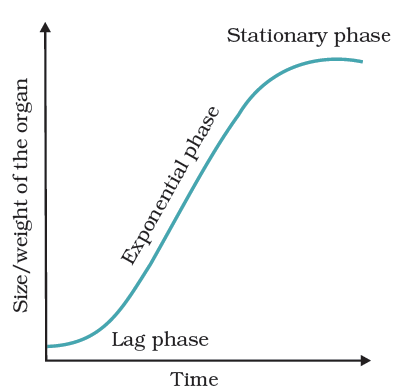 Stationary phase
Exponential phase
Size/weight of the organ
Lag phase
Time